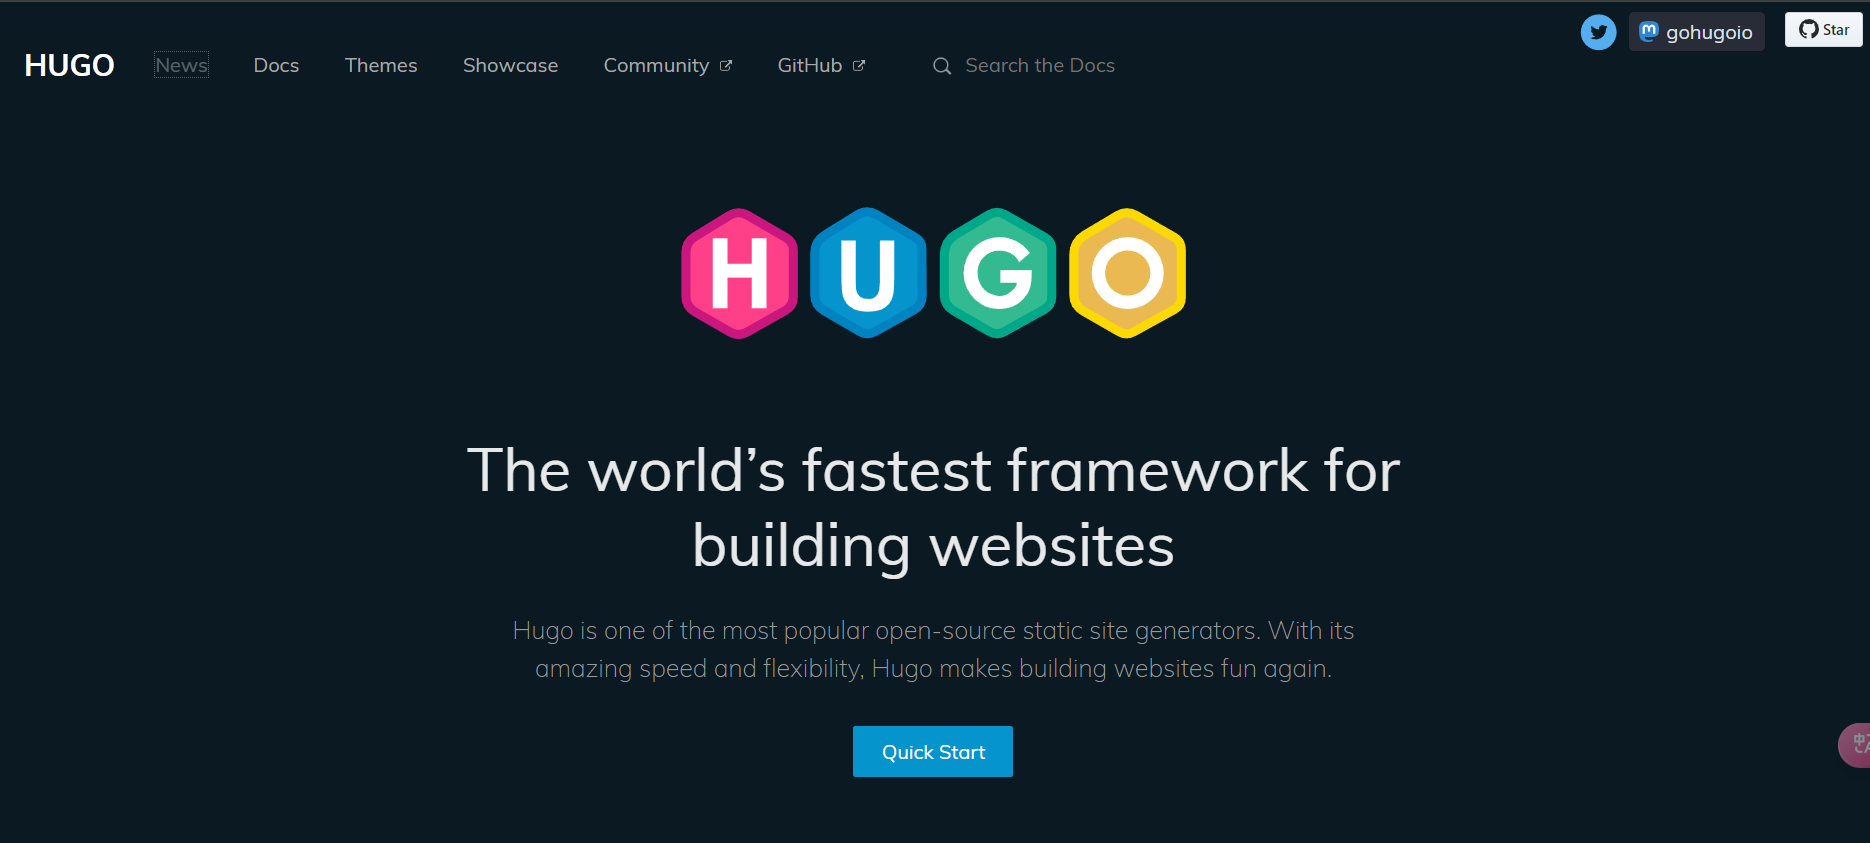 gohugoio
Star
HUGO News Docs Themes Showcase Community GitHub Search the Docs
HUGO
The world’s fastest framework for
building websites
Hugo is one of the most popular open-source static site generators. With its
amazing speed and flexibility, Hugo makes building websites fun again.
Quick Start